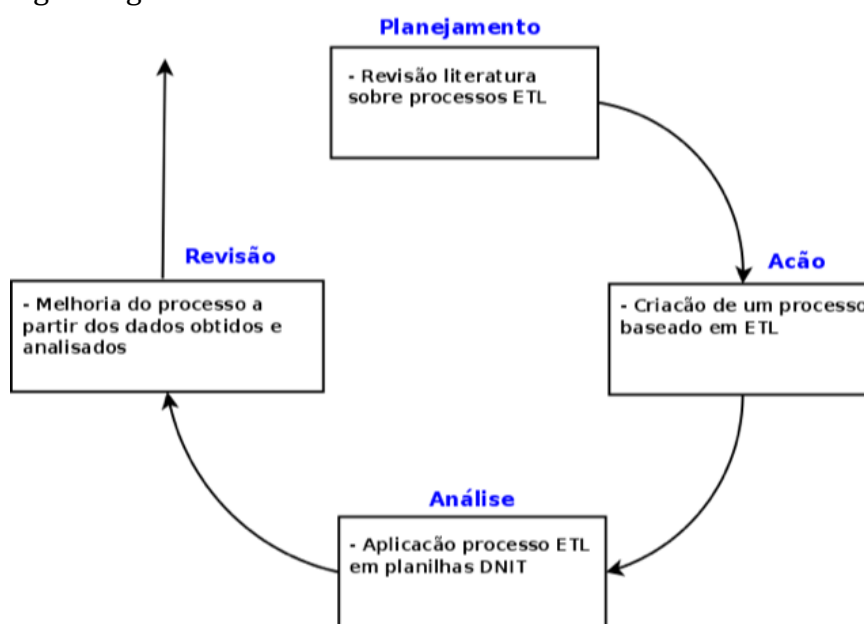 Planejamento
- Revisão literatura
sobre processos ETL
Revisão
- Melhoria do processo a
partir dos dados obtidos e
analisados
Acão
- Criacão de um processo
baseado em ETL
Análise
- Aplicacão processo ETL
em planilhas DNIT